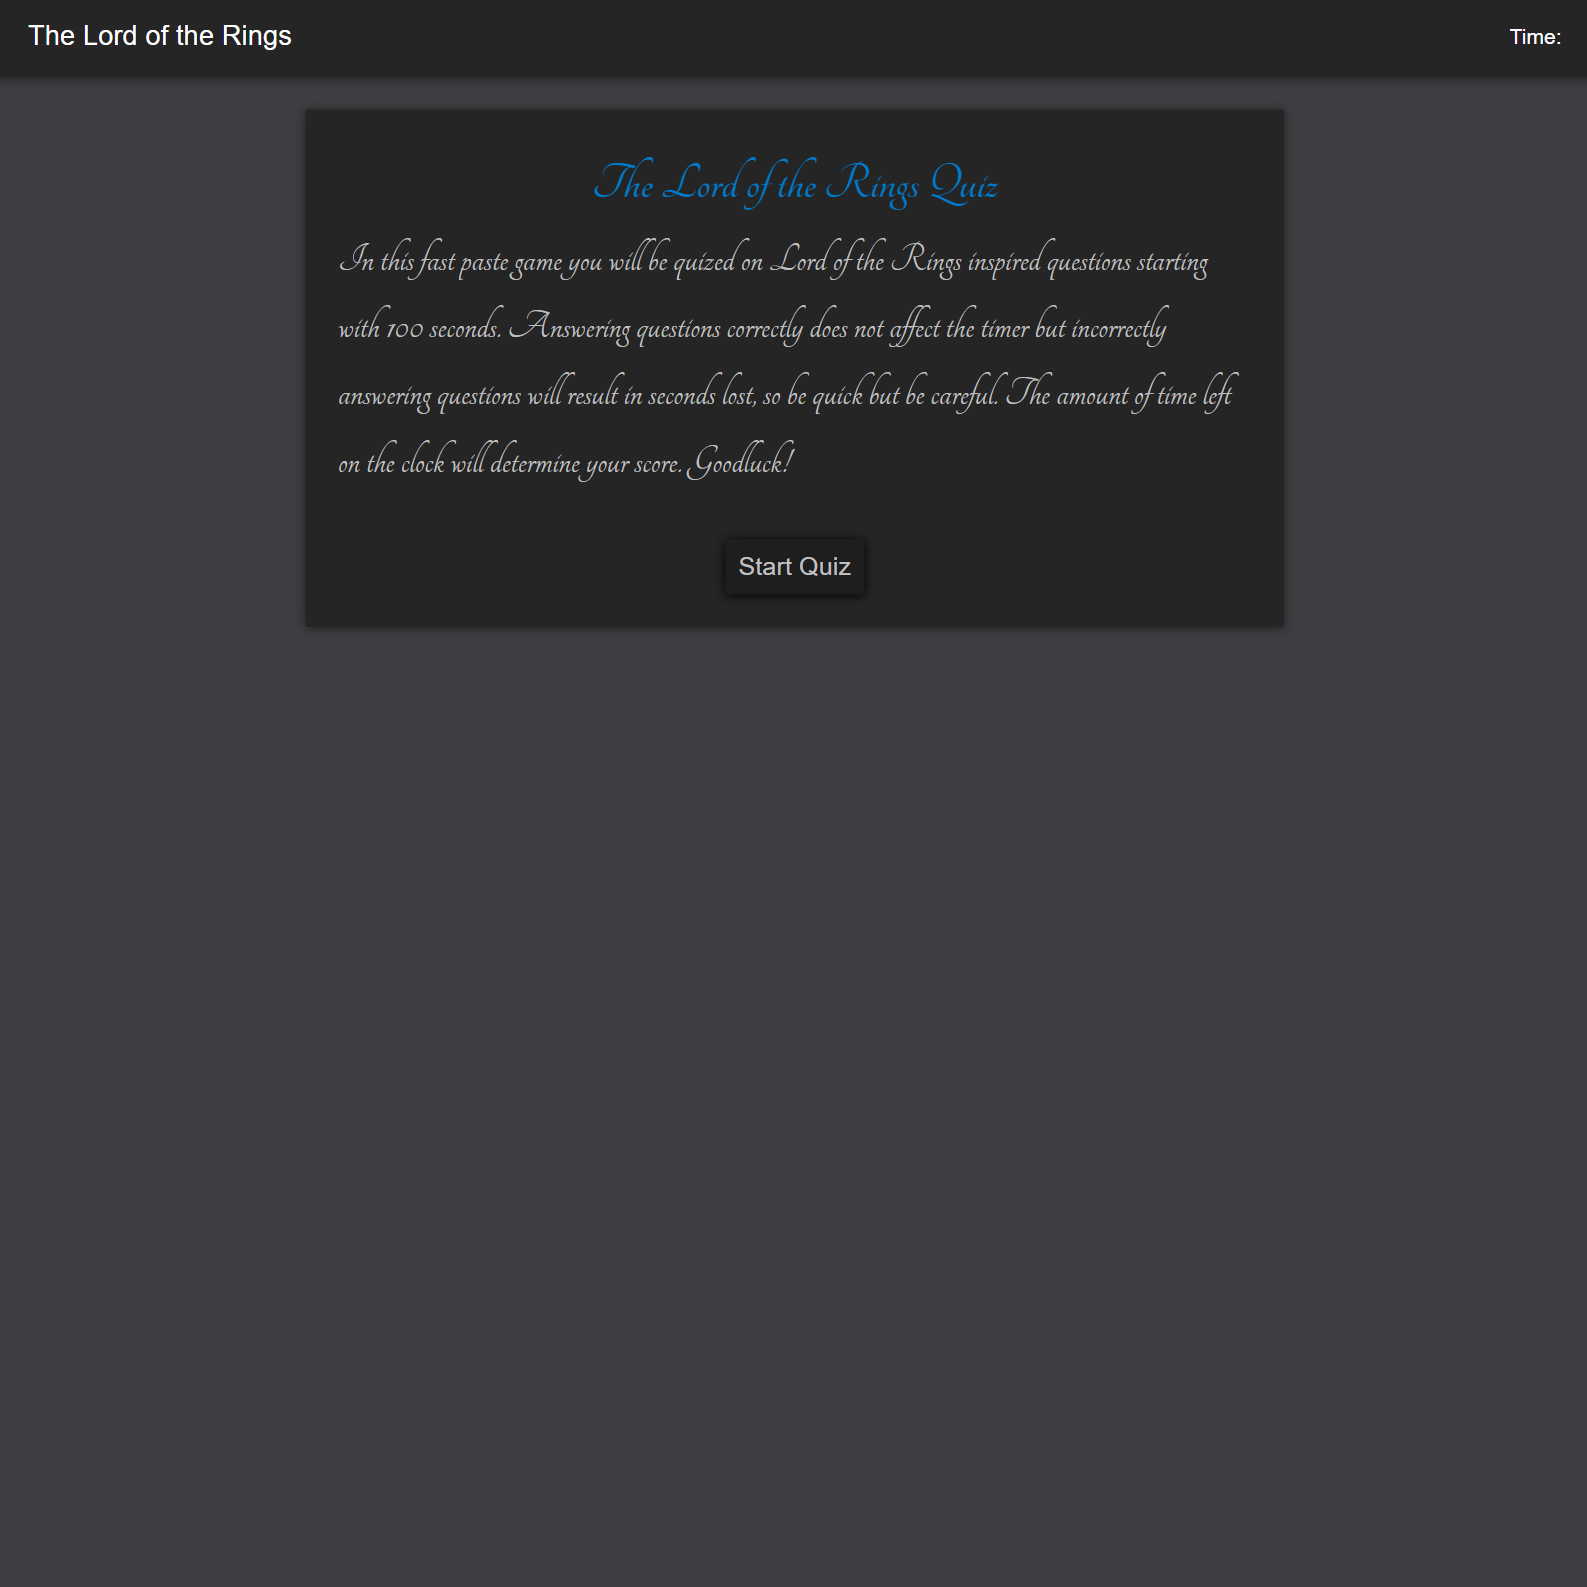 The Lord of the Rings
Time:
The Lord of the Rings Quiz
In this fast paste game you will be quized on Lord of the Rings inspired questions starting
with 100 seconds. Answering questions correctly does not affect the timer but incorrectly
answering questions will result in seconds lost, so be quick but be careful. The amount of time left
on the clock will determine your score. Goodluck!
Start Quiz